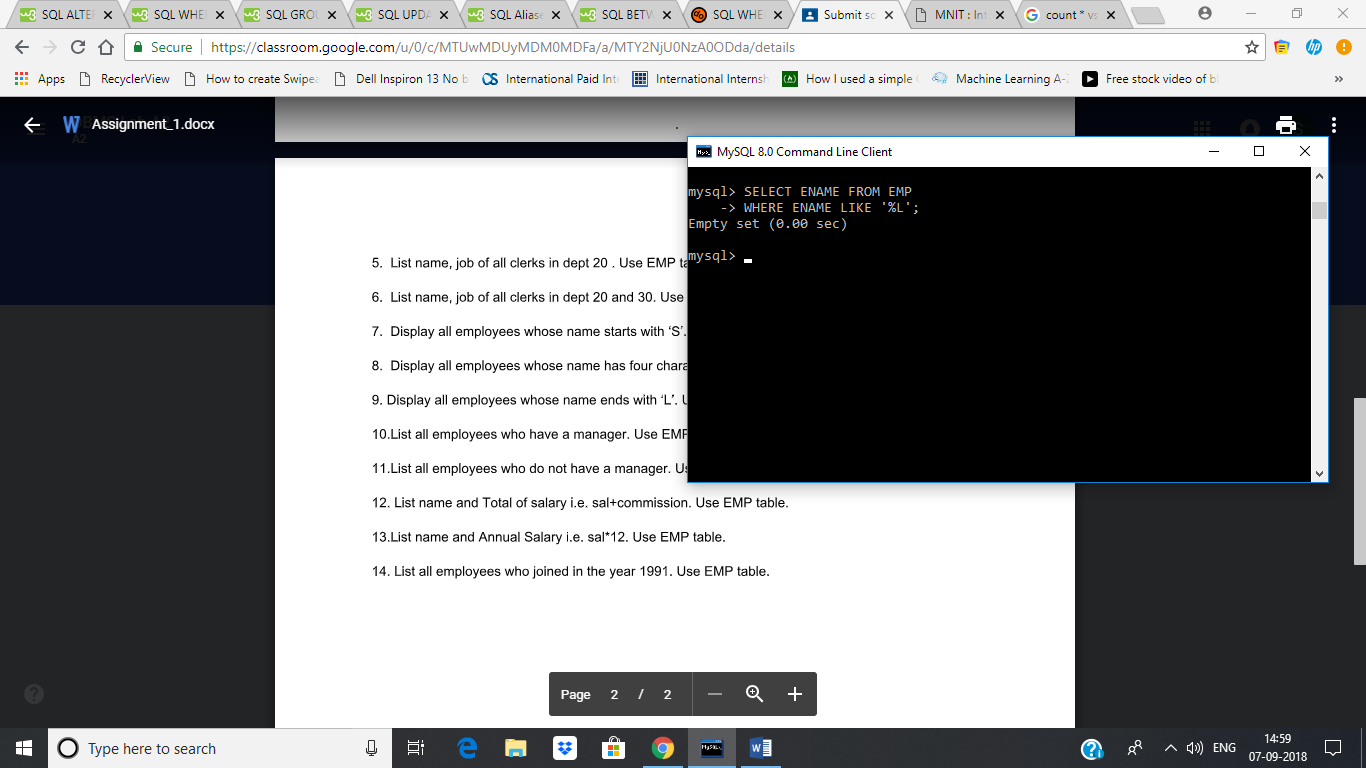 SQL ALTE
SQL WHE
SQL GRO
SQL UPDA
SQL Aliase
SQL BETW
SQL WHE
Submit so
MNIT : Int
count * vs
Secure
https://classroom.google.com/u/0/c/MTUwMDUyMDM0MDFa/a/MTY2NjU0NzA0ODda/details
Apps
RecyclerView
How to create Swipea
Dell Inspiron 13 No b
International Paid Int
International Internsh
How I used a simple
Machine Learning A-
Free stock video of b
Assignment_1.docx
MySQL 8.0 Command Line Client
mysql> SELECT ENAME FROM EMP
-> WHERE ENAME LIKE '%L';
Empty set (0.00 sec)
mysql>
5. List name, job of all clerks in dept 20 . Use EMP ta
6. List name, job of all clerks in dept 20 and 30. Use
7. Display all employees whose name starts with ‘S’.
8. Display all employees whose name has four chara
9. Display all employees whose name ends with ‘L’. U
10.List all employees who have a manager. Use EMP
11.List all employees who do not have a manager. Us
12. List name and Total of salary i.e. sal+commission. Use EMP table.
13.List name and Annual Salary i.e. sal*12. Use EMP table.
14. List all employees who joined in the year 1991. Use EMP table.
Page 2 / 2
Type here to search
ENG
14:59
07-09-2018